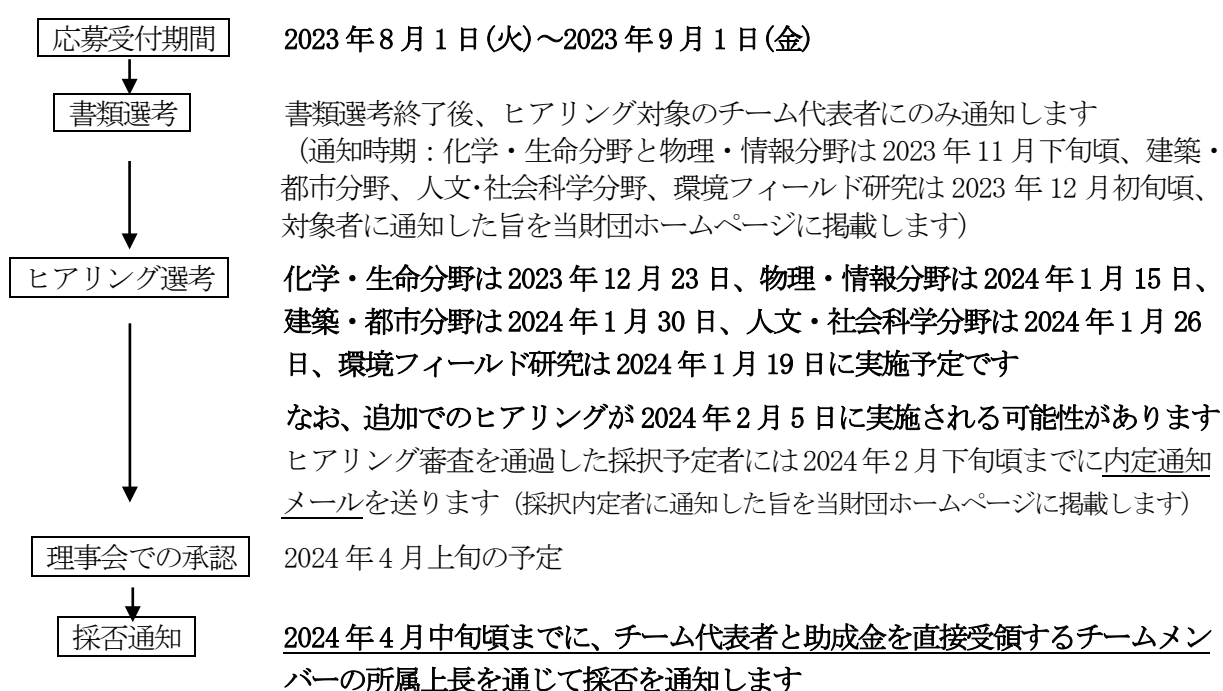 応募受付期間 2023年8月1日(火)～2023年9月1日(金)
書類選考 書類選考終了後、ヒアリング対象のチーム代表者にのみ通知します
（通知時期：化学・生命分野と物理・情報分野は2023年11月下旬頃、建築・
都市分野、人文・社会科学分野、環境フィールド研究は2023年12月初旬頃、
対象者に通知した旨を当財団ホームページに掲載します）
ヒアリング選考 化学・生命分野は2023年12月23日、物理・情報分野は2024年1月15日、
建築・都市分野は2024年1月30日、人文・社会科学分野は2024年1月26
日、環境フィールド研究は2024年1月19日に実施予定です
なお、追加でのヒアリングが2024年2月5日に実施される可能性があります
ヒアリング審査を通過した採択予定者には2024年2月下旬頃までに内定通知
メールを送ります（採択内定者に通知した旨を当財団ホームページに掲載します）
理事会での承認 2024年4月上旬の予定
採否通知 2024年4月中旬頃までに、チーム代表者と助成金を直接受領するチームメン
バーの所属上長を通じて採否を通知します